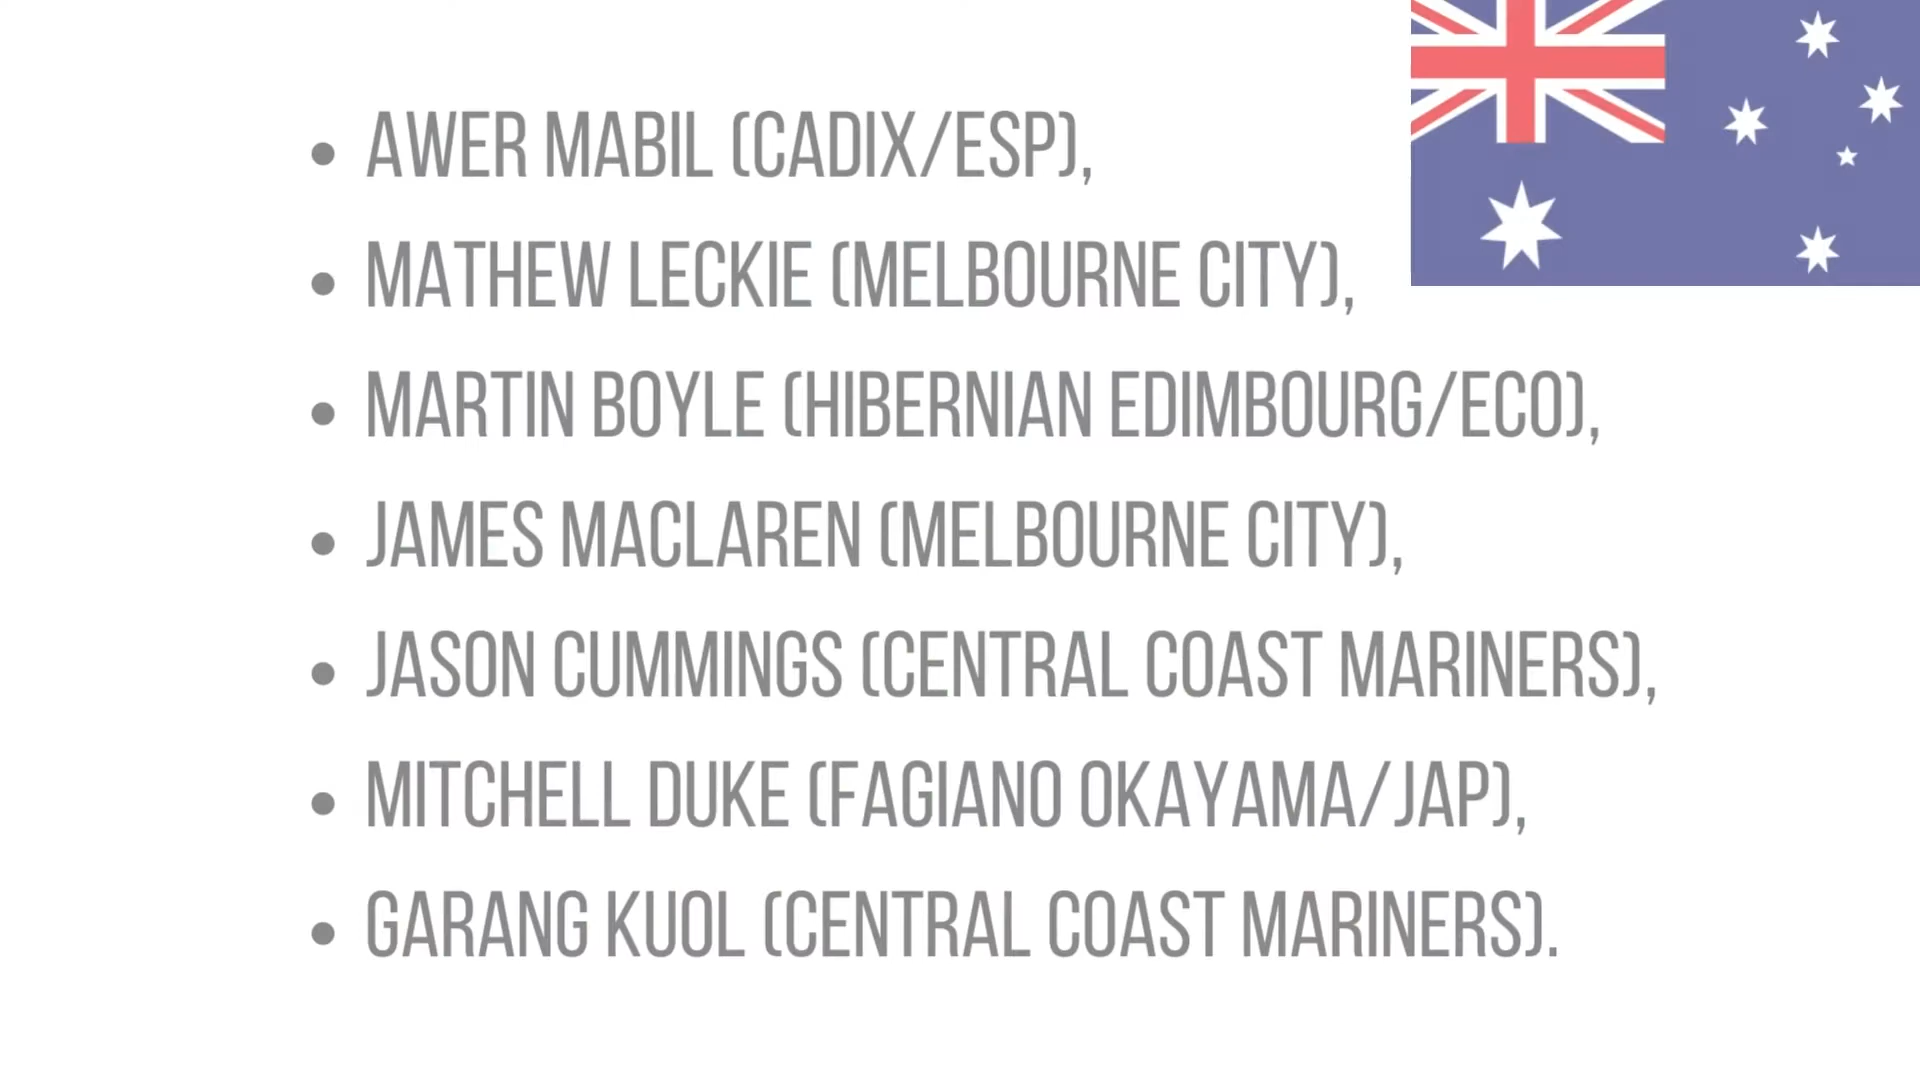 • AWER MABIL (CADIX/ESP),
• MATHEW LECKIE (MELBOURNE CITY),
• MARTIN BOYLE (HIBERNIAN EDIMBOURG/ECO),
• JAMES MACLAREN (MELBOURNE CITY),
• JASON CUMMINGS (CENTRAL COAST MARINERS),
• MITCHELL DUKE (FAGIANO OKAYAMA/JAP),
• GARANG KUOL (CENTRAL COAST MARINERS).